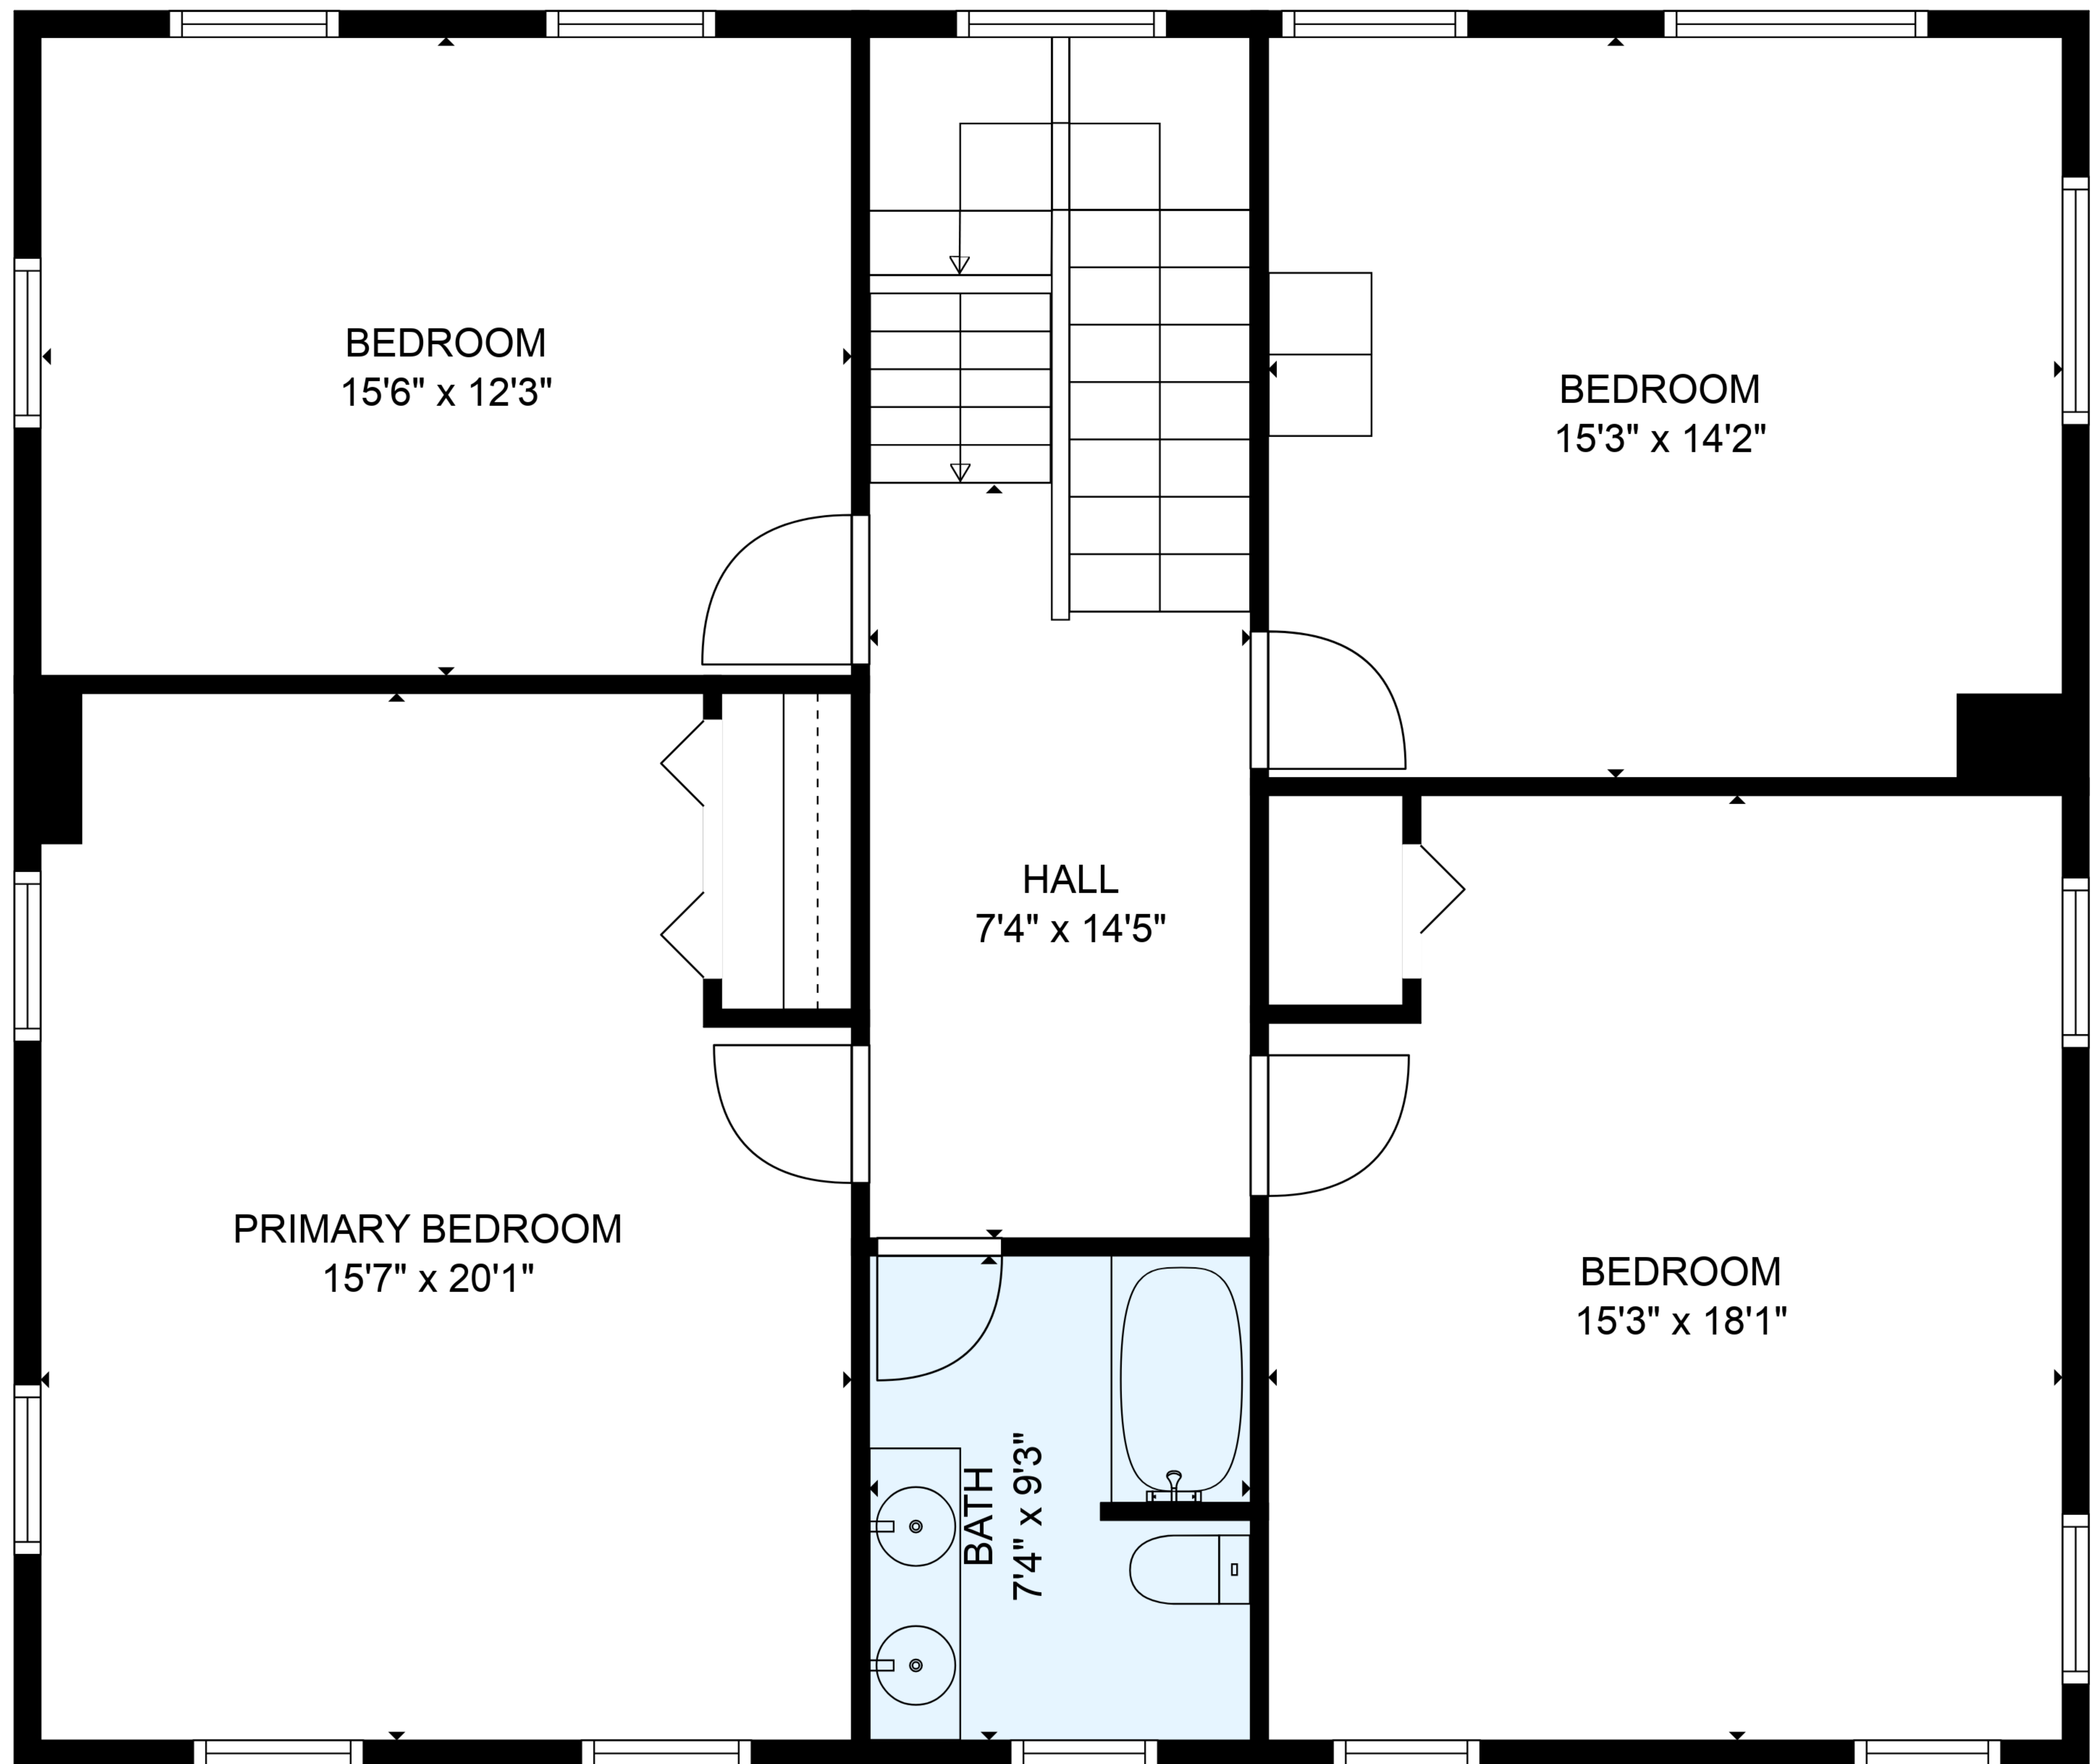 BEDROOM
15'6" x 12'3"
BEDROOM
15'3" x 14'2"
HALL
7'4" x 14'5"
PRIMARY BEDROOM
15'7" x 20'1"
BEDROOM
15'3" x 18'1"
BATH
7'4" x 9'3"